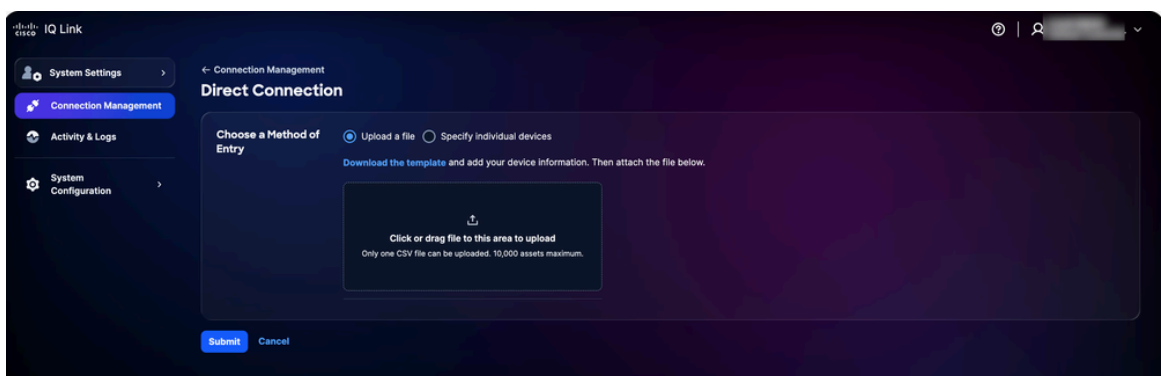 cisco IQ Link
System Settings
← Connection Management
Direct Connection
Connection Management
Activity & Logs
System
Configuration
Choose a Method of
Entry
Upload a file Specify individual devices
Download the template and add your device information. Then attach the file below.
Click or drag file to this area to upload
Only one CSV file can be uploaded. 10,000 assets maximum.
Submit Cancel